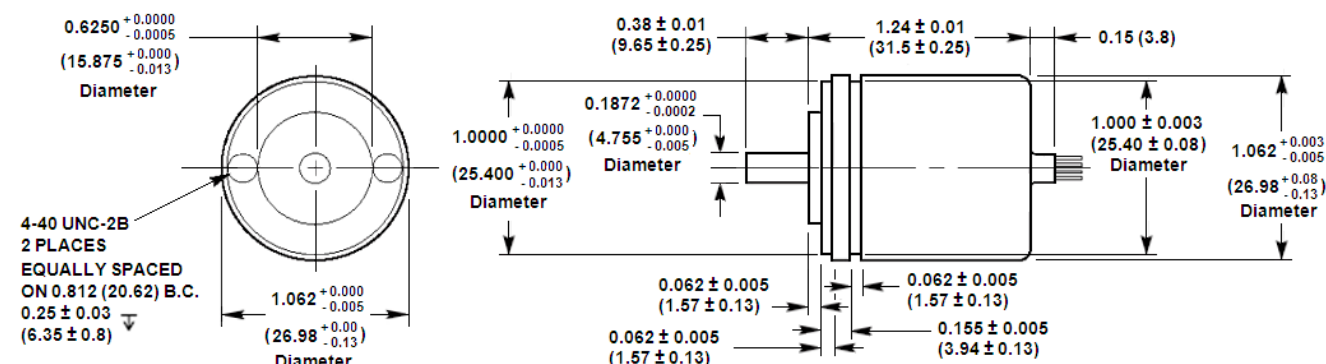 0.6250 +0.0000
-0.0005
(15.875 +0.000
-0.013)
Diameter
4-40 UNC-2B
2 PLACES
EQUALLY SPACED
ON 0.812 (20.62) B.C.
0.25 ± 0.03
(6.35 ± 0.8)
1.062 +0.000
-0.005
(26.98 +0.00
-0.13)
Diameter
1.0000 +0.0000
-0.0005
(25.400 +0.000
-0.013)
Diameter
0.38 ± 0.01
(9.65 ± 0.25)
1.24 ± 0.01
(31.5 ± 0.25)
0.15 (3.8)
0.1872 +0.0000
-0.0002
(4.755 +0.000
-0.005)
Diameter
1.000 ± 0.003
(25.40 ± 0.08)
Diameter
1.062 +0.003
-0.005
(26.98 +0.08
-0.13)
Diameter
0.062 ± 0.005
(1.57 ± 0.13)
0.062 ± 0.005
(1.57 ± 0.13)
0.062 ± 0.005
(1.57 ± 0.13)
0.155 ± 0.005
(3.94 ± 0.13)